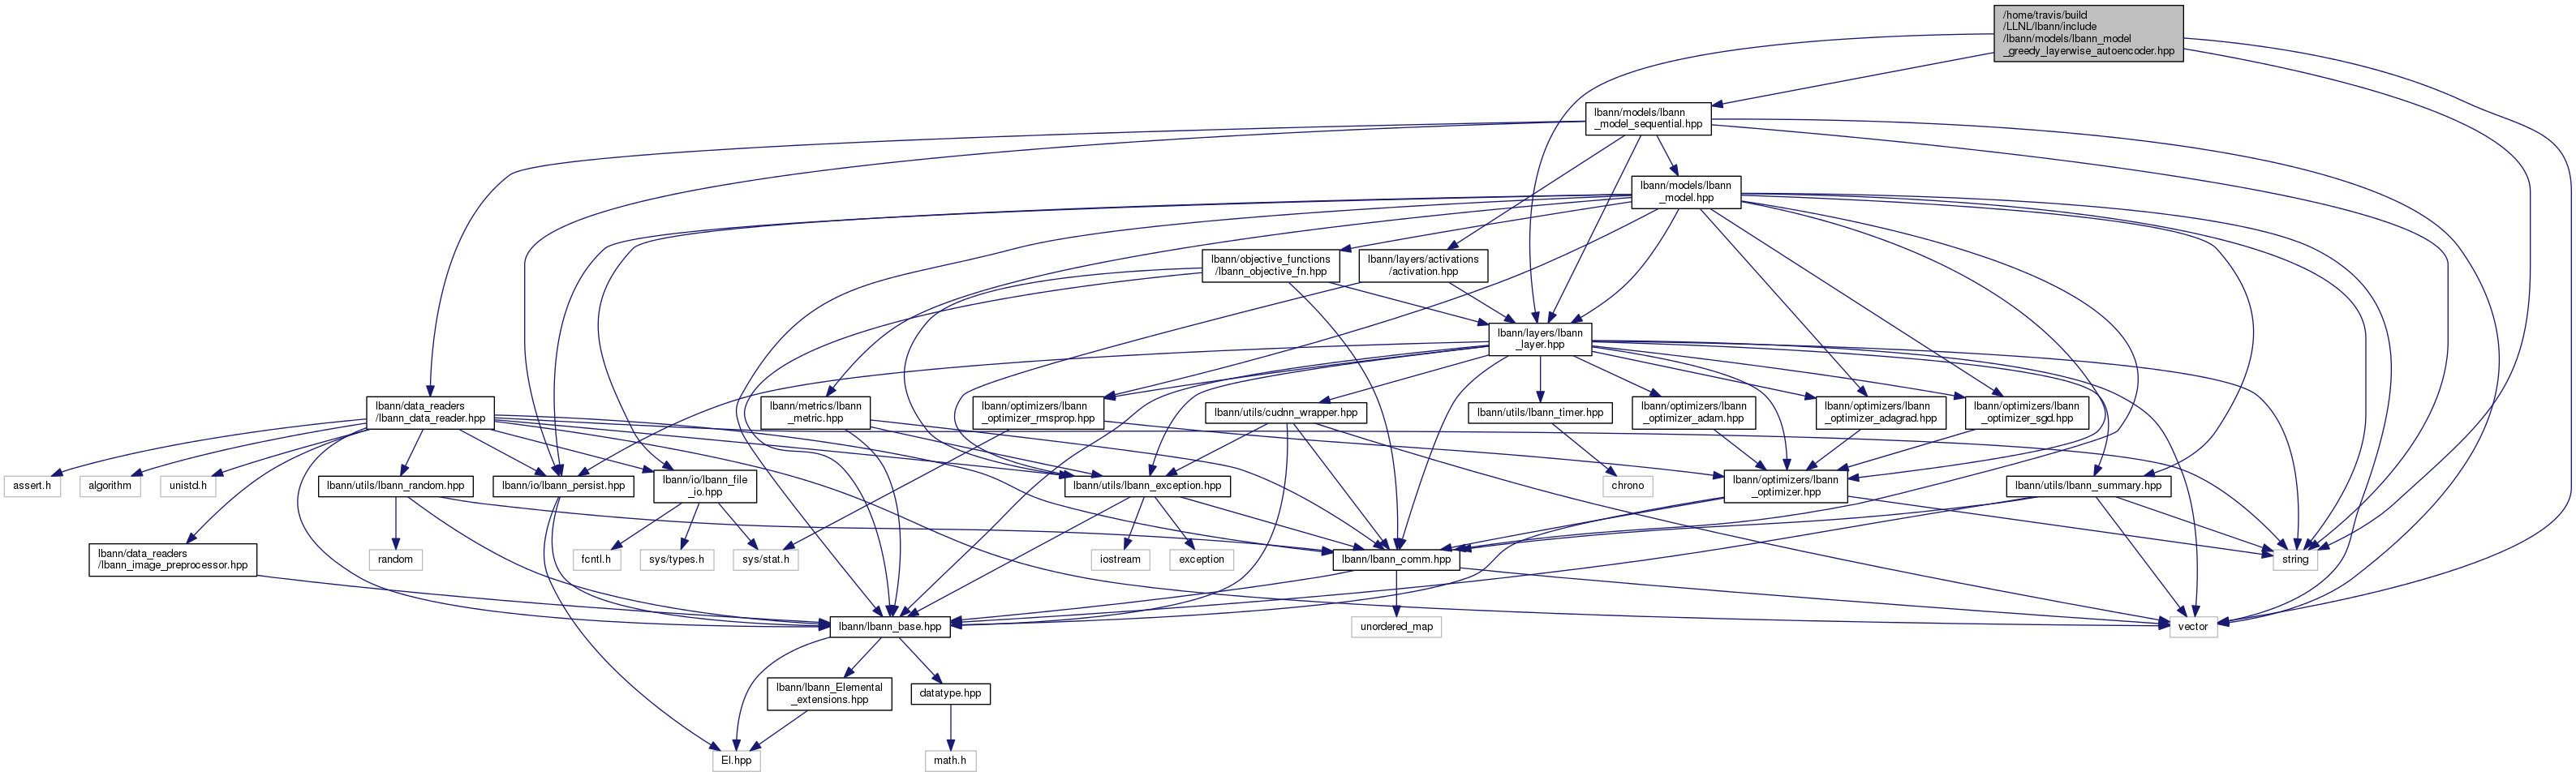 /home/travis/build
/LLNL/lbann/include
/lbann/models/lbann_model
_greedy_layerwise_autoencoder.hpp
lbann/models/lbann
_model_sequential.hpp
lbann/models/lbann
_model.hpp
lbann/objective_functions
/lbann_objective_fn.hpp
lbann/layers/activations
/activation.hpp
lbann/layers/lbann
_layer.hpp
lbann/data_readers
/lbann_data_reader.hpp
lbann/metrics/lbann
_metric.hpp
lbann/optimizers/lbann
_optimizer_rmsprop.hpp
lbann/utils/cudnn_wrapper.hpp
lbann/utils/lbann_timer.hpp
lbann/optimizers/lbann
_optimizer_adam.hpp
lbann/optimizers/lbann
_optimizer_adagrad.hpp
lbann/optimizers/lbann
_optimizer_sgd.hpp
assert.h
algorithm
unistd.h
lbann/utils/lbann_random.hpp
lbann/io/lbann_persist.hpp
lbann/io/lbann_file
_io.hpp
lbann/utils/lbann_exception.hpp
chrono
lbann/optimizers/lbann
_optimizer.hpp
lbann/utils/lbann_summary.hpp
lbann/data_readers
/lbann_image_preprocessor.hpp
random
fcntl.h
sys/types.h
sys/stat.h
iostream
exception
lbann/lbann_comm.hpp
string
lbann/lbann_base.hpp
unordered_map
vector
lbann/lbann_Elemental
_extensions.hpp
datatype.hpp
El.hpp
math.h